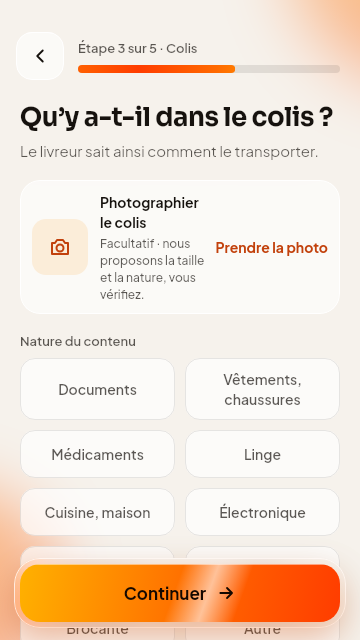 Étape 3 sur 5 · Colis
Qu’y a-t-il dans le colis ?
Le livreur sait ainsi comment le transporter.
Photographier
le colis
Facultatif · nous
proposons la taille
et la nature, vous
vérifiez.
Prendre la photo
Nature du contenu
Documents
Vêtements,
chaussures
Médicaments
Linge
Cuisine, maison
Électronique
Continuer →
Brocante
Autre